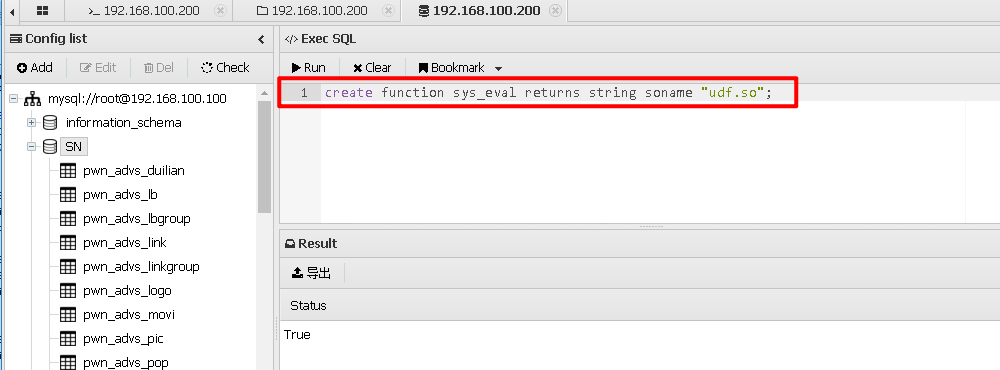 192.168.100.200
192.168.100.200
192.168.100.200
Config list
Exec SQL
Add
Edit
Del
Check
Run
Clear
Bookmark
1 create function sys_eval returns string soname "udf.so";
mysql://root@192.168.100.100
information_schema
SN
pwn_advs_duilian
pwn_advs_lb
pwn_advs_lbgroup
pwn_advs_link
pwn_advs_linkgroup
pwn_advs_logo
pwn_advs_movi
pwn_advs_pic
pwn_advs_pop
Result
导出
Status
True